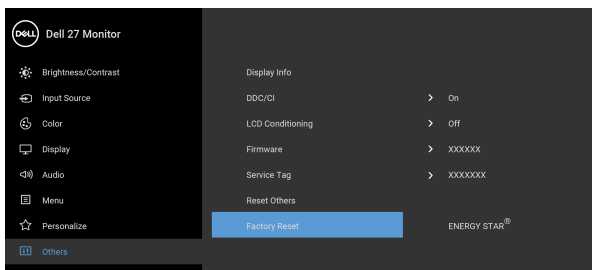 DELL Dell 27 Monitor
Brightness/Contrast
Input Source
Color
Display
Audio
Menu
Personalize
Others
Display Info
DDC/CI > On
LCD Conditioning > Off
Firmware > XXXXXX
Service Tag > XXXXXXX
Reset Others
Factory Reset ENERGY STAR®